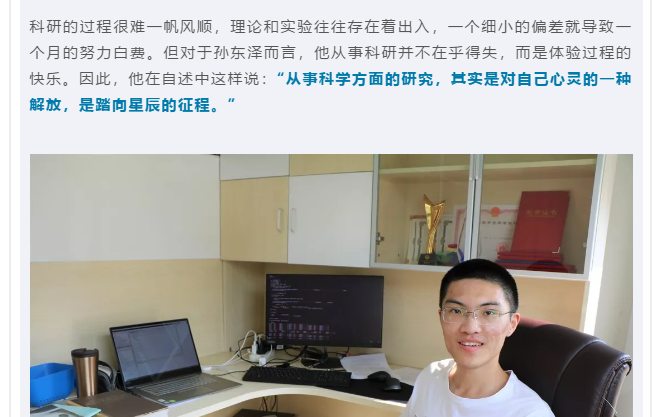 科研的过程很难一帆风顺，理论和实验往往存在着出入，一个细小的偏差就导致一
个月的努力白费。但对于孙东泽而言，他从事科研并不在乎得失，而是体验过程的
快乐。因此，他在自述中这样说：“从事科学方面的研究，其实是对自己心灵的一种
解放，是踏向星辰的征程。”